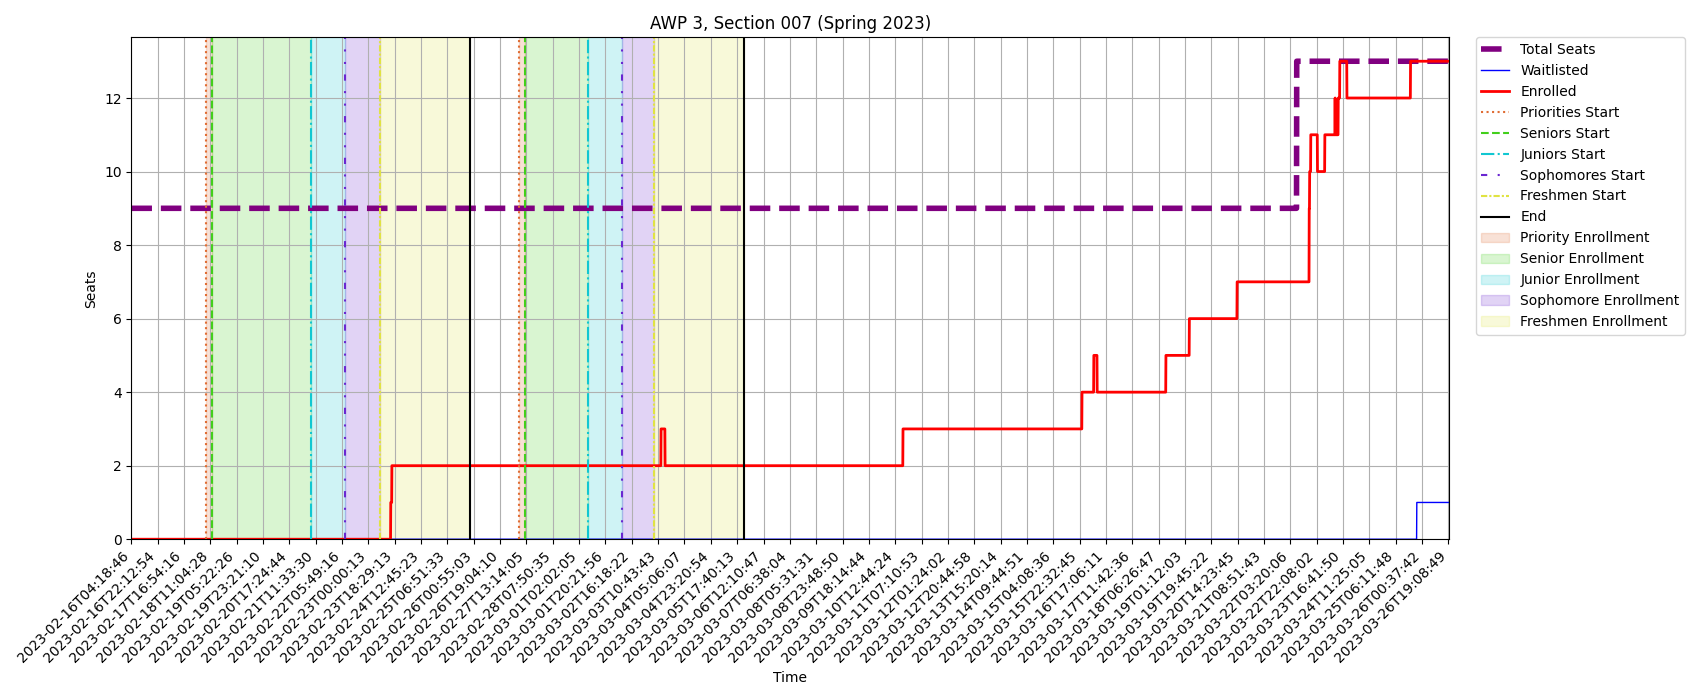 AWP 3, Section 007 (Spring 2023)
Seats
12
10
8
6
4
2
0
2023-02-16T04:18:46
2023-02-16T22:12:54
2023-02-17T16:54:16
2023-02-18T11:04:28
2023-02-19T05:22:26
2023-02-19T23:21:10
2023-02-20T17:24:44
2023-02-21T11:33:30
2023-02-22T05:49:16
2023-02-23T00:00:13
2023-02-23T18:29:13
2023-02-24T12:45:23
2023-02-25T06:51:33
2023-02-26T00:55:03
2023-02-26T19:04:10
2023-02-27T13:14:05
2023-02-28T07:50:35
2023-03-01T02:02:05
2023-03-01T20:21:56
2023-03-02T16:18:22
2023-03-03T10:43:43
2023-03-04T05:06:07
2023-03-04T23:20:54
2023-03-05T17:40:13
2023-03-06T12:10:47
2023-03-07T06:38:04
2023-03-08T05:31:31
2023-03-08T23:48:50
2023-03-09T18:14:44
2023-03-10T12:44:24
2023-03-11T07:10:53
2023-03-12T01:24:02
2023-03-12T20:44:58
2023-03-13T15:20:14
2023-03-14T09:44:51
2023-03-15T04:08:36
2023-03-15T22:32:45
2023-03-16T17:06:11
2023-03-17T11:42:36
2023-03-18T06:26:47
2023-03-19T01:12:03
2023-03-19T19:45:22
2023-03-20T14:23:45
2023-03-21T08:51:43
2023-03-22T03:20:06
2023-03-22T22:08:02
2023-03-23T16:41:50
2023-03-24T11:25:05
2023-03-25T06:11:48
2023-03-26T00:37:42
2023-03-26T19:08:49
Time
Total Seats
Waitlisted
Enrolled
Priorities Start
Seniors Start
Juniors Start
Sophomores Start
Freshmen Start
End
Priority Enrollment
Senior Enrollment
Junior Enrollment
Sophomore Enrollment
Freshmen Enrollment